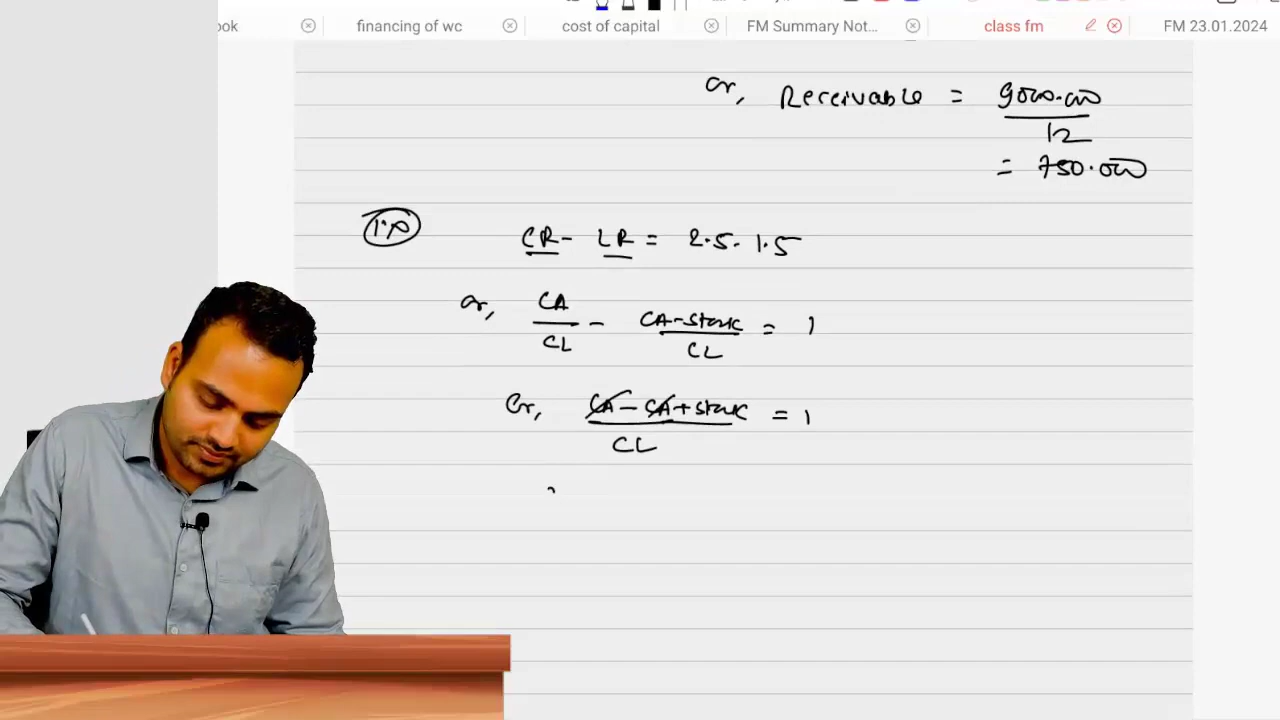 ook financing of wc cost of capital FM Summary Not... class fm FM 23.01.2024
Or, Receivable = 9000.000
12
= 750.000
CR - LR = 2.5 - 1.5
Or, CA - CA - stock = 1
CL CL
Or, CA - CA + stock = 1
CL